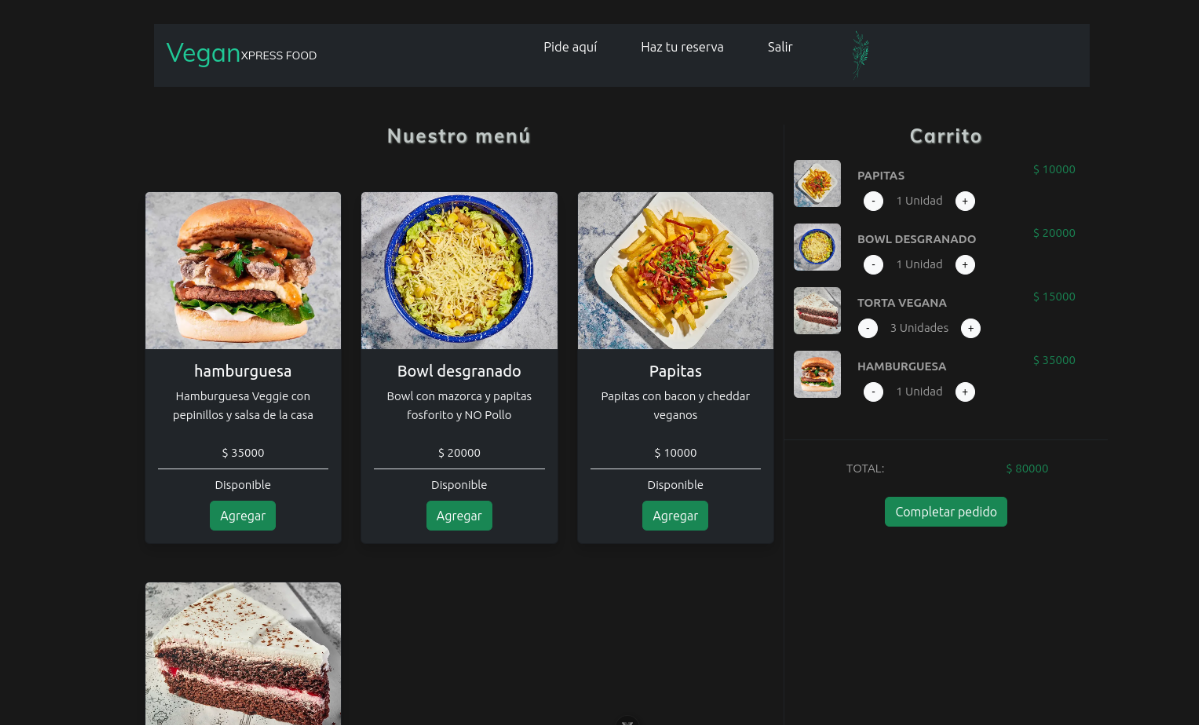 VeganXPRESS FOOD
Pide aquí
Haz tu reserva
Salir
Nuestro menú
hamburguesa
Hamburguesa Veggie con
pepinillos y salsa de la casa
$ 35000
Disponible
Agregar
Bowl desgranado
Bowl con mazorca y papitas
fosforito y NO Pollo
$ 20000
Disponible
Agregar
Papitas
Papitas con bacon y cheddar
veganos
$ 10000
Disponible
Agregar
Carrito
PAPITAS
$ 10000
- 1 Unidad +
BOWL DESGRANADO
$ 20000
- 1 Unidad +
TORTA VEGANA
$ 15000
- 3 Unidades +
HAMBURGUESA
$ 35000
- 1 Unidad +
TOTAL: $ 80000
Completar pedido